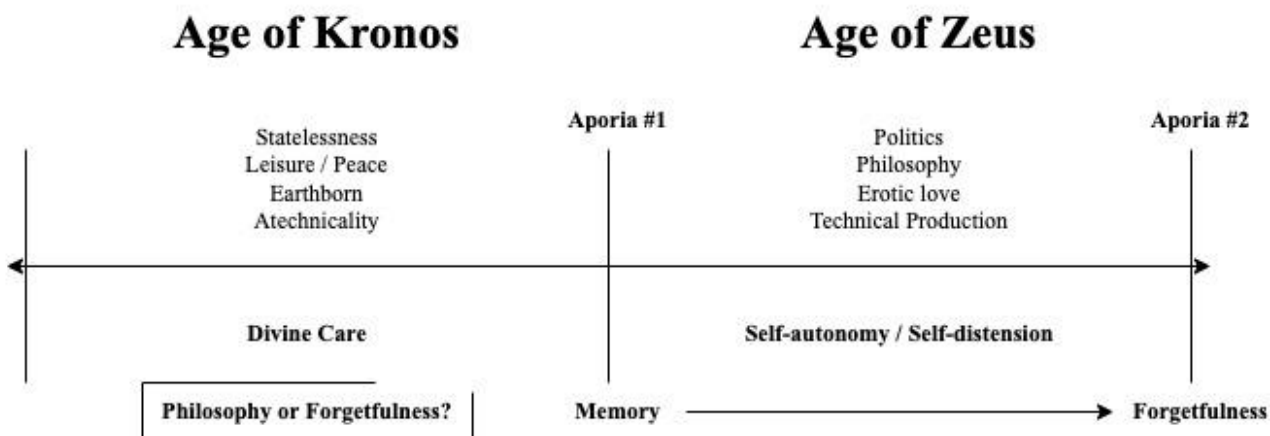 Age of Kronos
Age of Zeus
Aporia #1
Aporia #2
Statelessness
Leisure / Peace
Earthborn
Atechnicality
Politics
Philosophy
Erotic love
Technical Production
Divine Care
Self-autonomy / Self-distension
Philosophy or Forgetfulness?
Memory
Forgetfulness